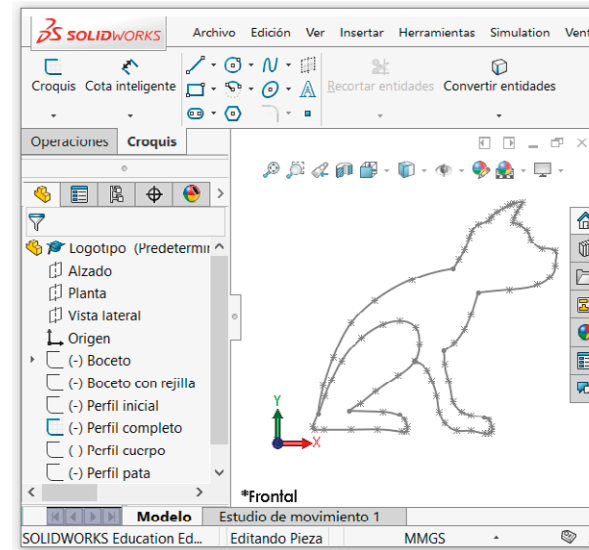 SOLIDWORKS Archivo Edición Ver Insertar Herramientas Simulation Vent
Croquis Cota inteligente Recortar entidades Convertir entidades
Operaciones Croquis
Logotipo (Predetermi
Alzado
Planta
Vista lateral
Origen
(-) Boceto
(-) Boceto con rejilla
(-) Perfil inicial
(-) Perfil completo
( ) Perfil cuerpo
(-) Perfil pata
Y
X
*Frontal
Modelo Estudio de movimiento 1
SOLIDWORKS Education Ed... Editando Pieza MMGS